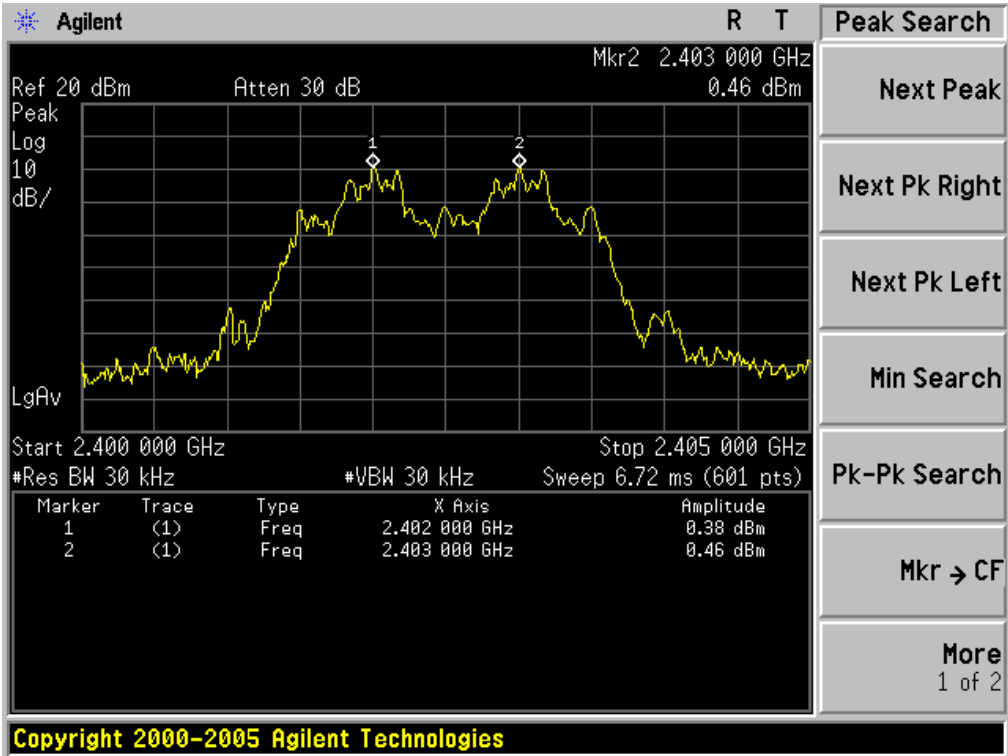 Agilent R T Peak Search
Mkr2 2.403 000 GHz
Ref 20 dBm Atten 30 dB 0.46 dBm
Peak
Log
10
dB/
1 2
LgAv
Start 2.400 000 GHz Stop 2.405 000 GHz
#Res BW 30 kHz #VBW 30 kHz Sweep 6.72 ms (601 pts)
Marker Trace Type X Axis Amplitude
1 (1) Freq 2.402 000 GHz 0.38 dBm
2 (1) Freq 2.403 000 GHz 0.46 dBm
Next Peak
Next Pk Right
Next Pk Left
Min Search
Pk-Pk Search
Mkr → CF
More
1 of 2
Copyright 2000-2005 Agilent Technologies